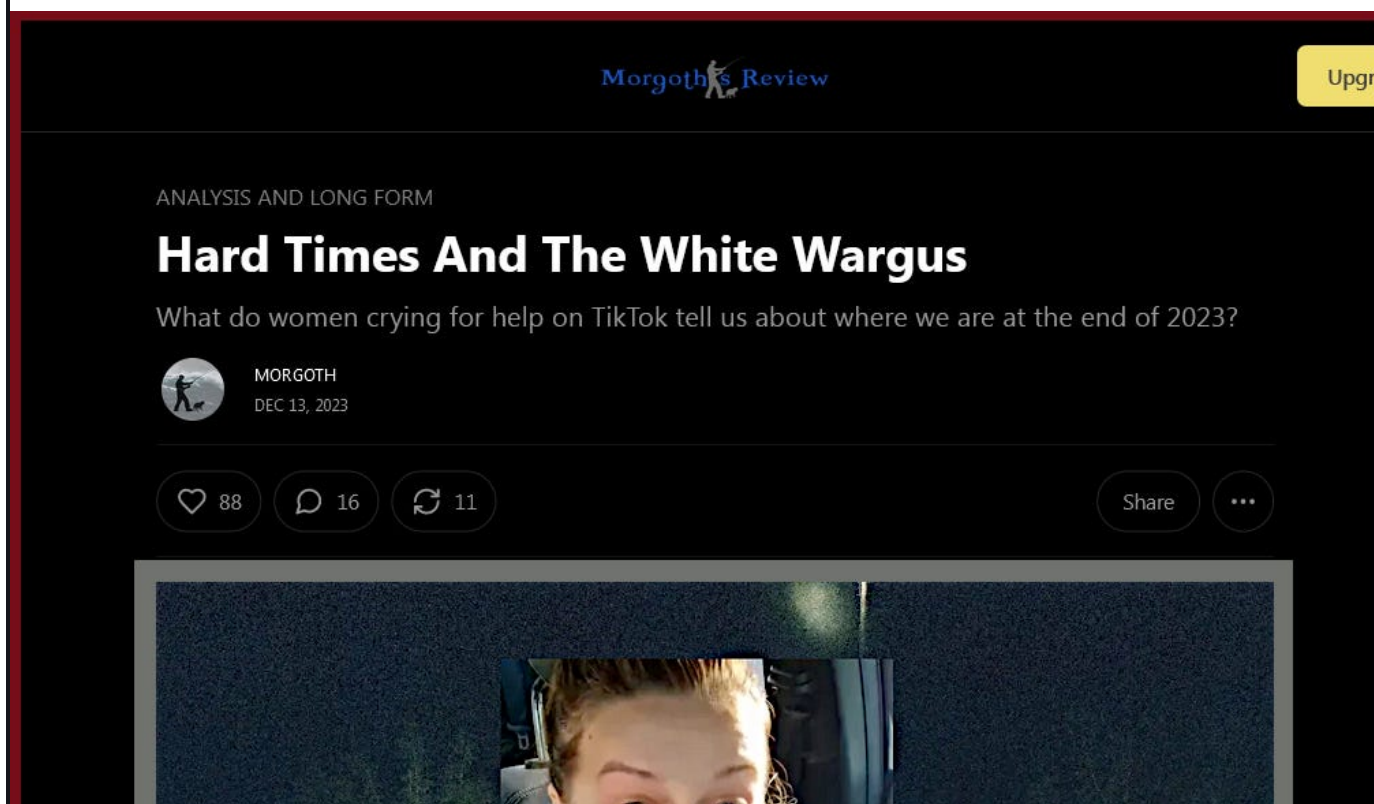 Morgoth's Review
Upgr
ANALYSIS AND LONG FORM
Hard Times And The White Wargus
What do women crying for help on TikTok tell us about where we are at the end of 2023?
MORGOTH
DEC 13, 2023
88 16 11 Share